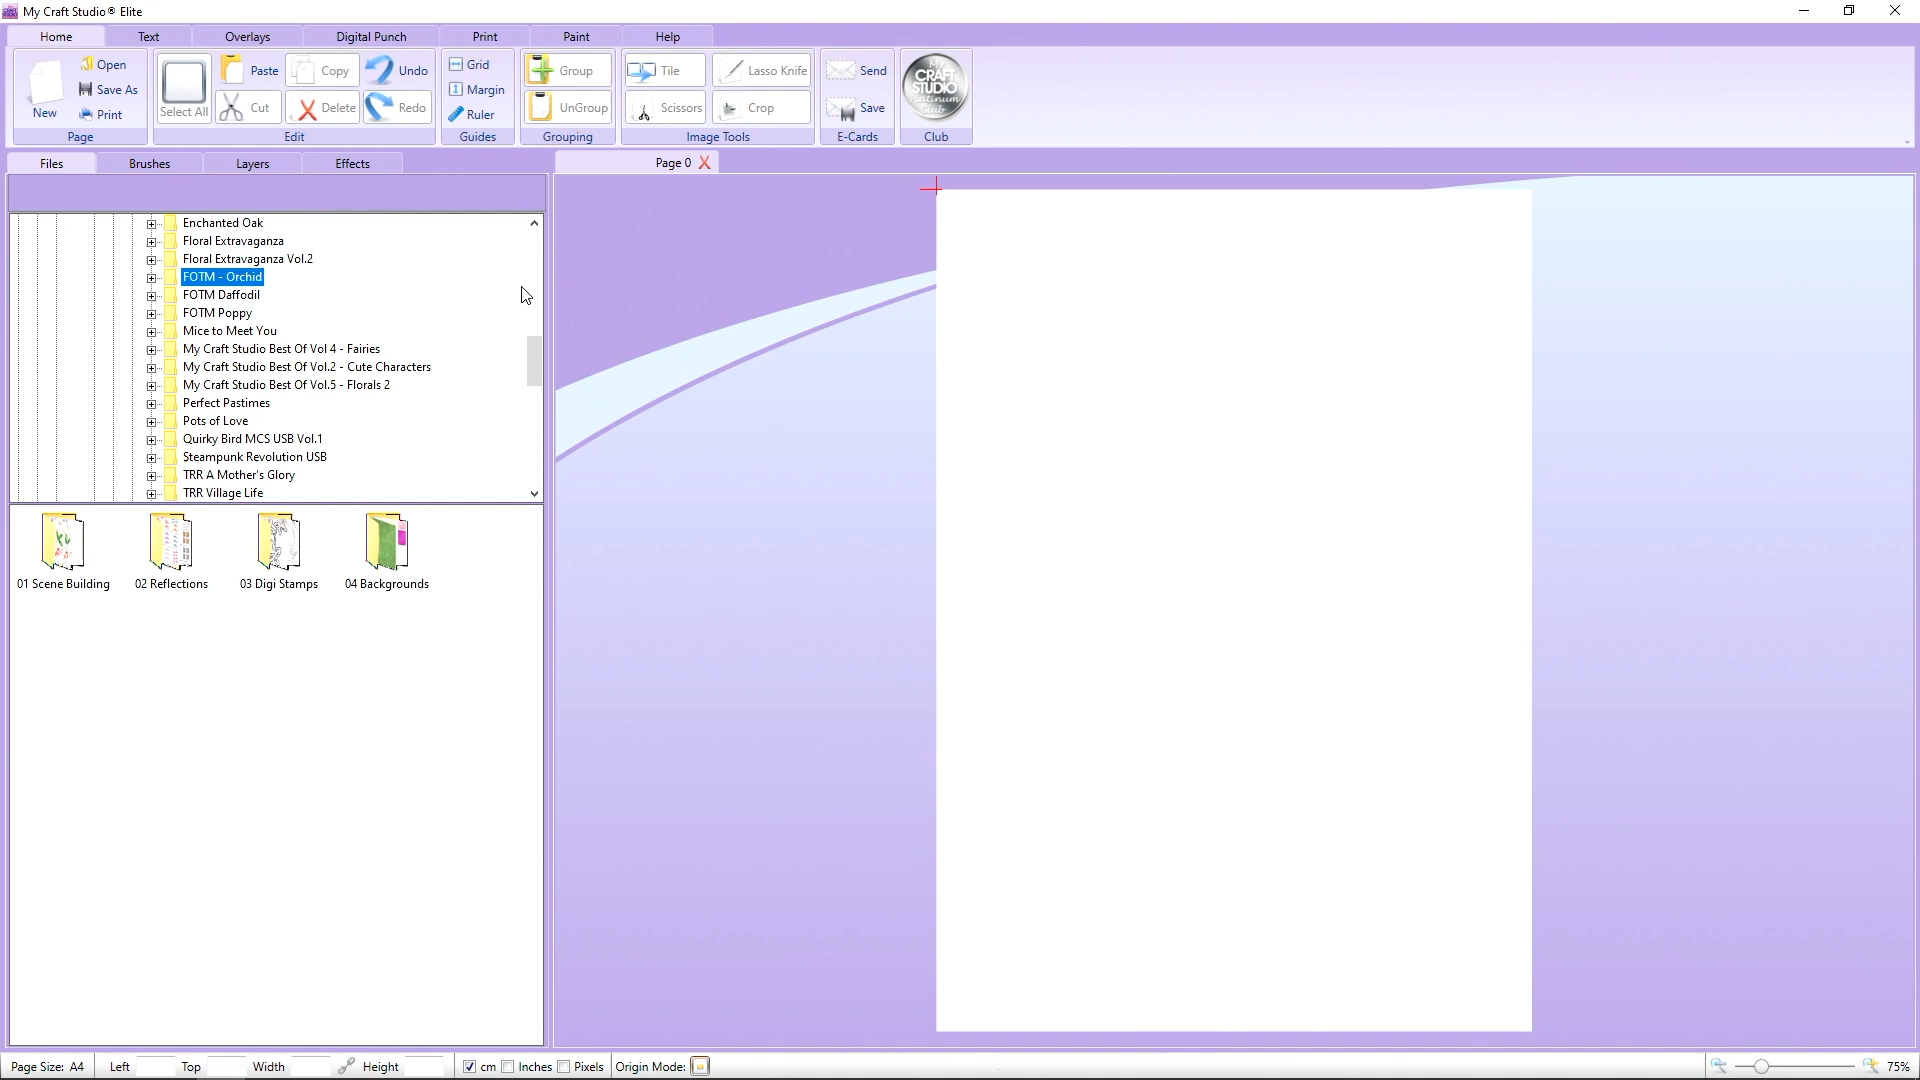 My Craft Studio® Elite
Home Text Overlays Digital Punch Print Paint Help
New Open Save As Print Page
Select All Paste Copy Undo Cut Delete Redo Edit
Grid Margin Ruler Guides
Group UnGroup Grouping
Tile Lasso Knife Scissors Crop Image Tools
Send Save E-Cards
MY CRAFT STUDIO Platinum Club
Club
Files Brushes Layers Effects
Page 0
Enchanted Oak
Floral Extravaganza
Floral Extravaganza Vol.2
FOTM - Orchid
FOTM Daffodil
FOTM Poppy
Mice to Meet You
My Craft Studio Best Of Vol 4 - Fairies
My Craft Studio Best Of Vol.2 - Cute Characters
My Craft Studio Best Of Vol.5 - Florals 2
Perfect Pastimes
Pots of Love
Quirky Bird MCS USB Vol.1
Steampunk Revolution USB
TRR A Mother's Glory
TRR Village Life
01 Scene Building 02 Reflections 03 Digi Stamps 04 Backgrounds
Page Size: A4 Left Top Width Height cm Inches Pixels Origin Mode: 75%